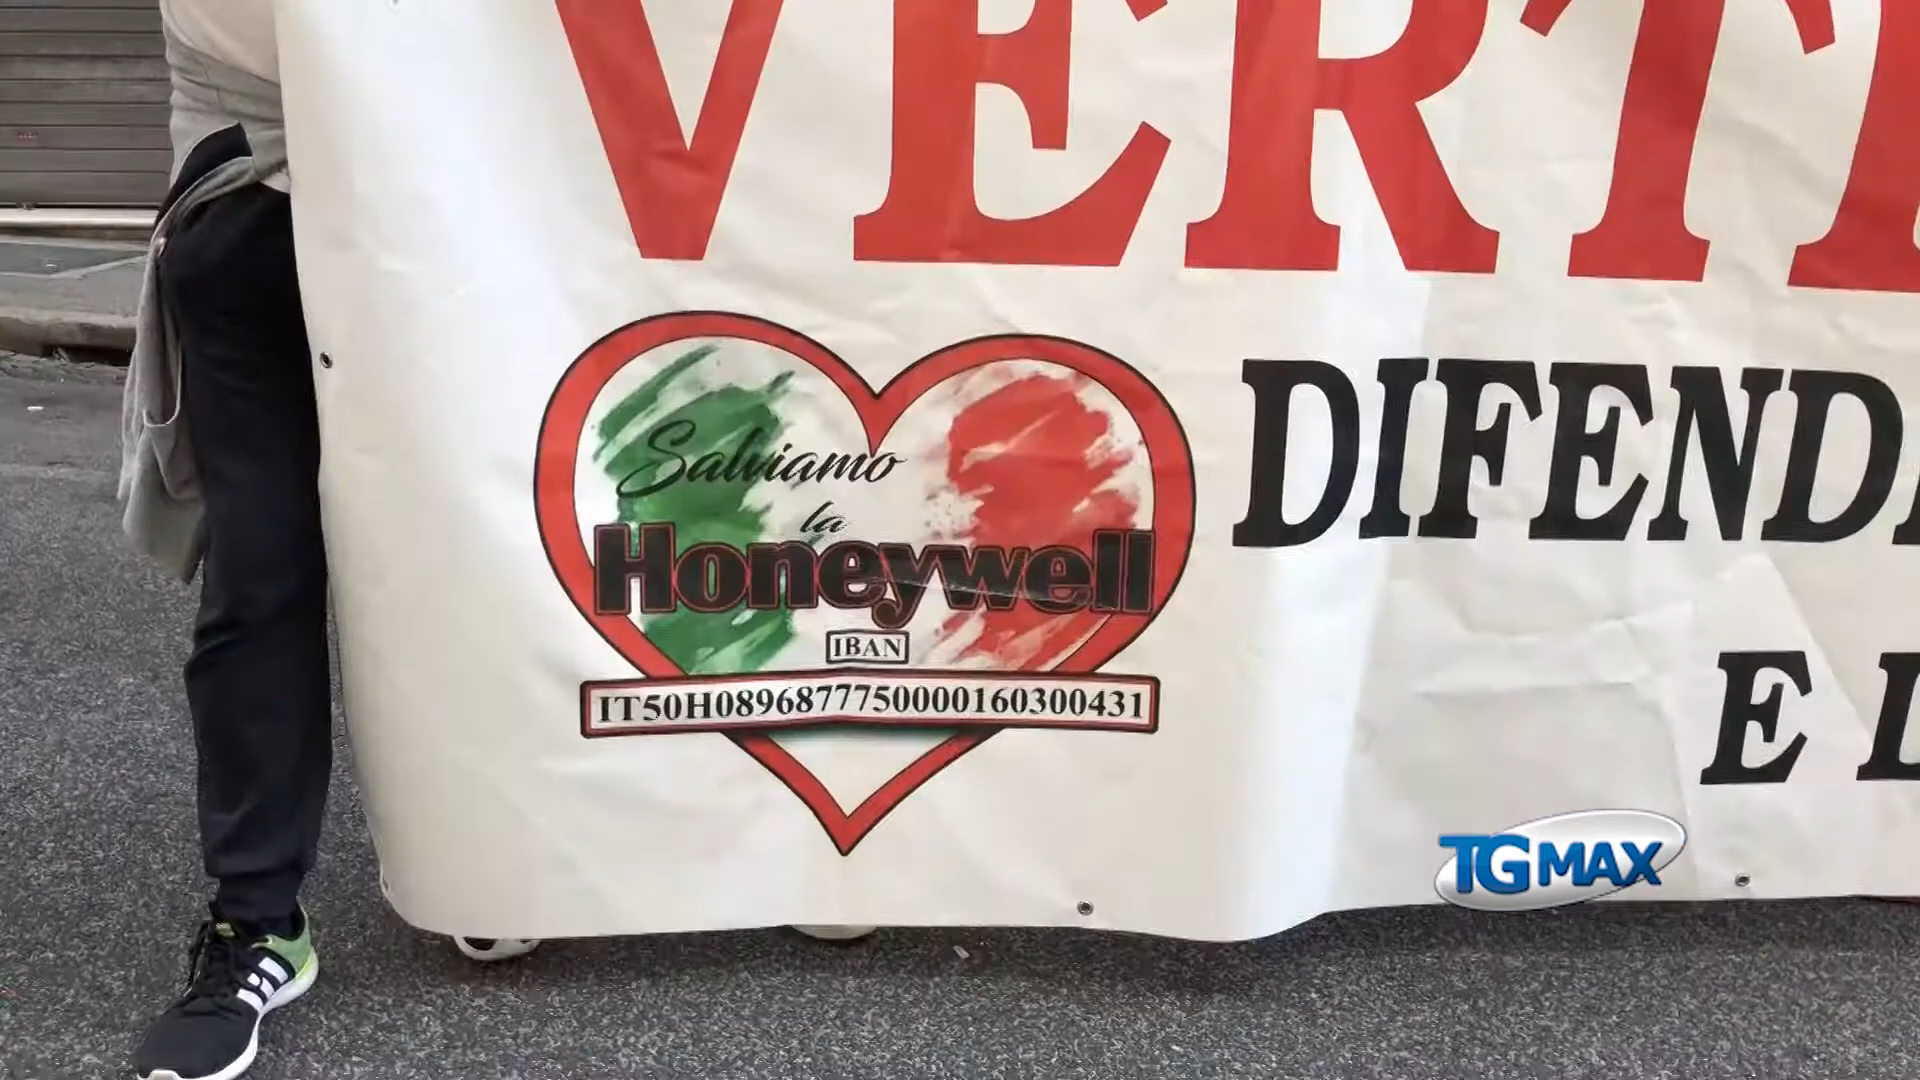 VERT
Salviamo
la
Honeywell
IBAN
IT50H0896877750000160300431
DIFEND
E
TGMAX